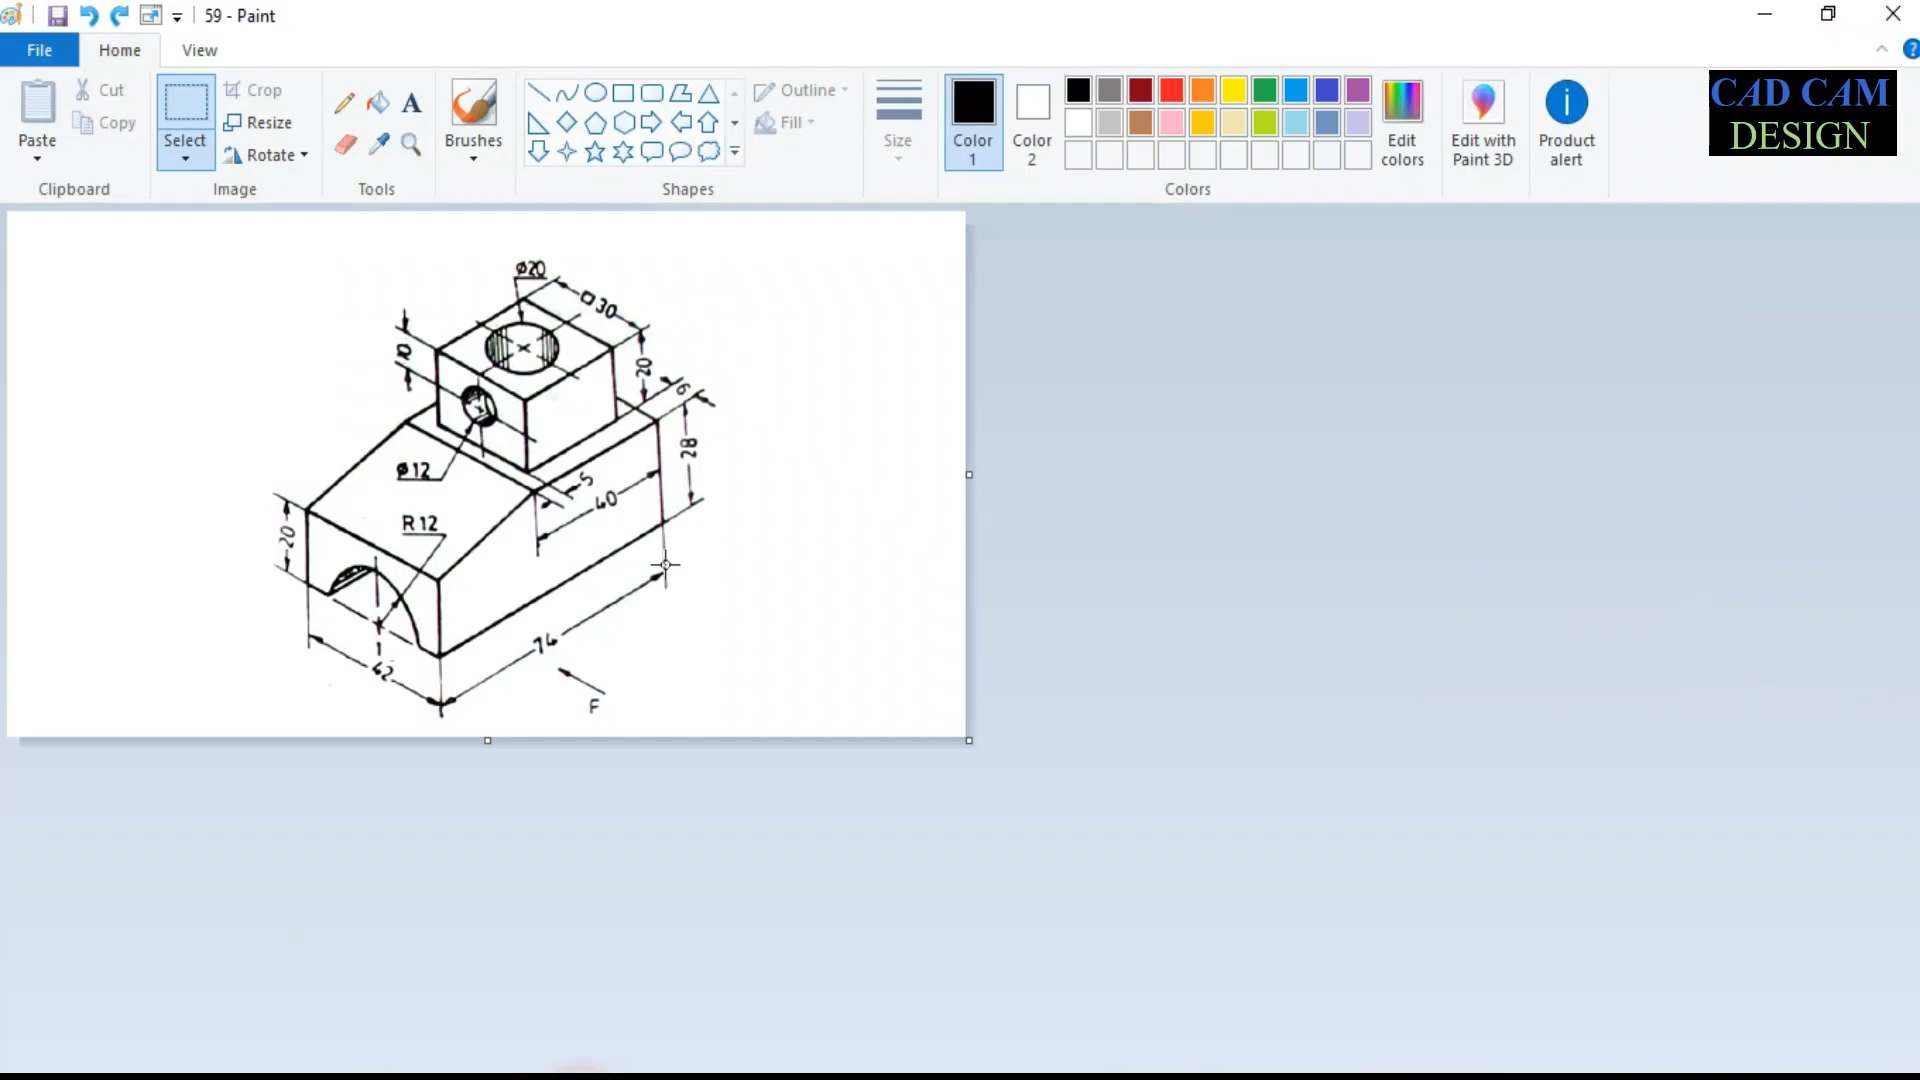 59 - Paint
File Home View
Paste
Cut
Copy
Clipboard
Select
Crop
Resize
Rotate
Image
A
Tools
Brushes
Shapes
Outline
Fill
Size
Color 1
Color 2
Colors
Edit colors
Edit with Paint 3D
Product alert
CAD CAM
DESIGN
ø20
□30
10
20
6
28
ø12
5
40
R12
20
74
42
F